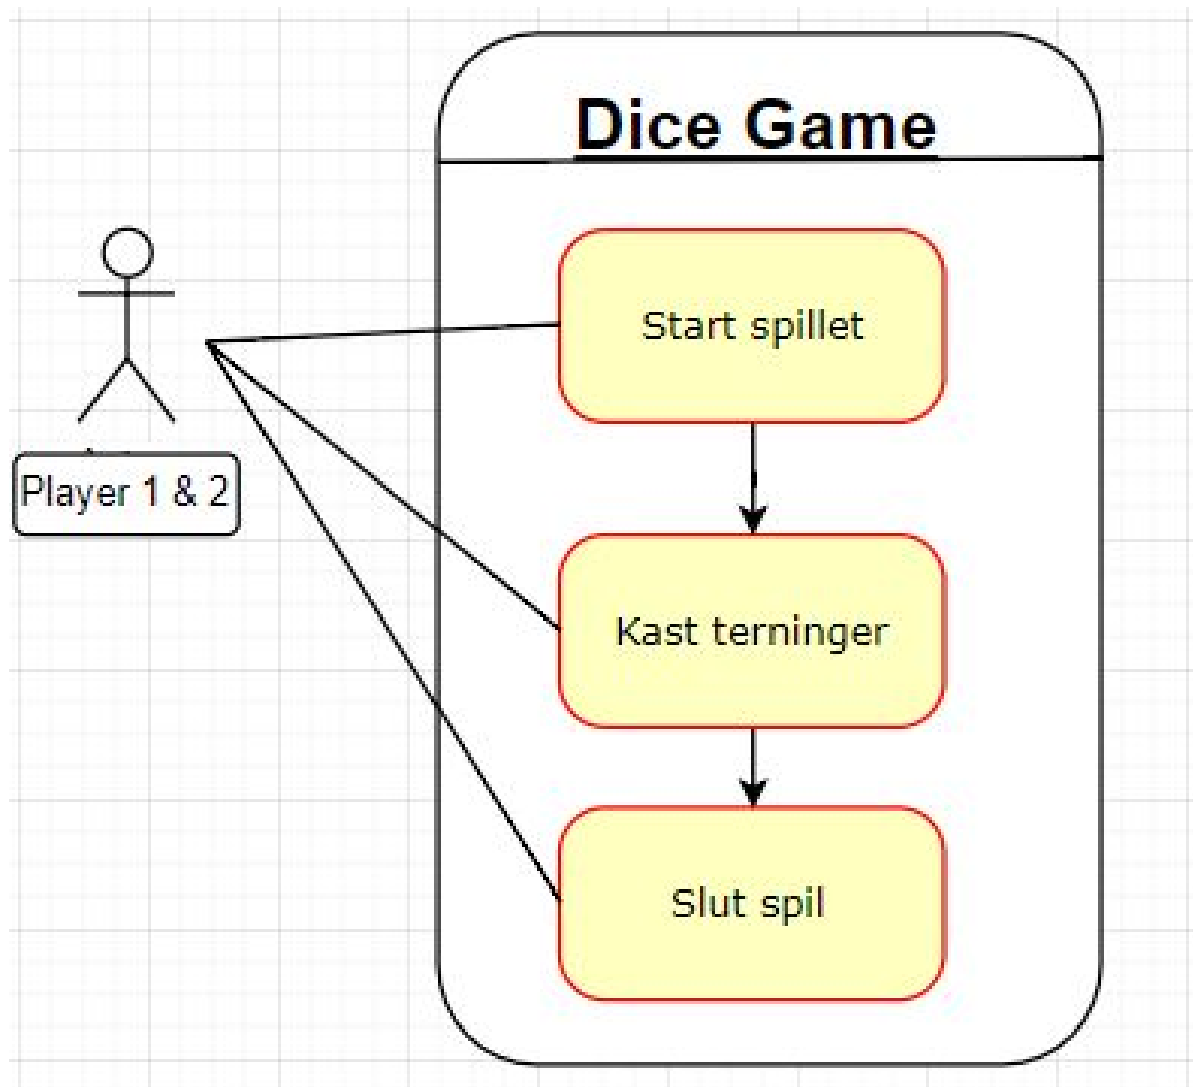 Dice Game
Start spillet
Player 1 & 2
Kast terninger
Slut spil